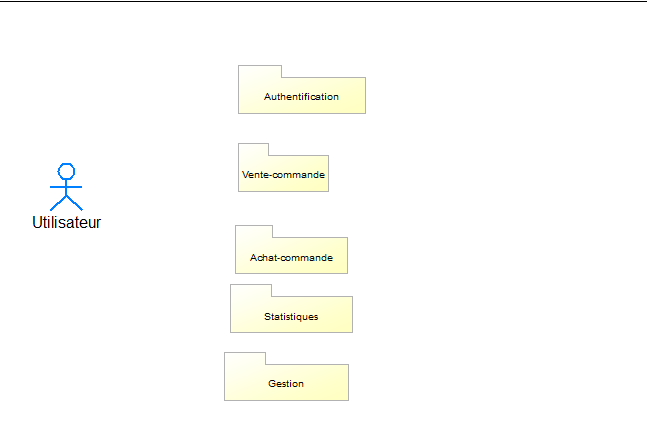 Authentification
Vente-commande
Utilisateur
Achat-commande
Statistiques
Gestion